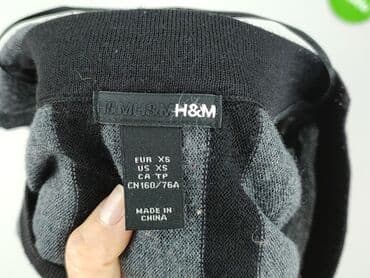 H&M H&M H&M
EUR XS
US XS
CA TP
CN160/76A
MADE IN
CHINA